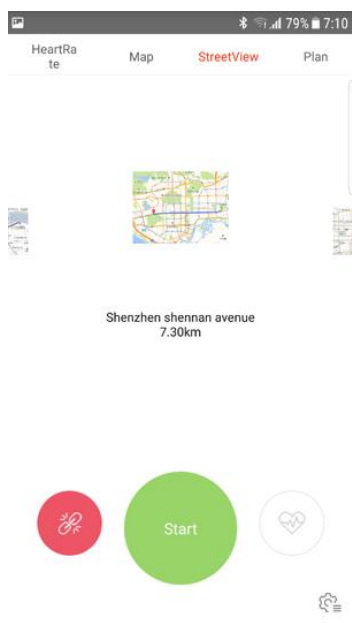 79% 7:10
HeartRa
te
Map
StreetView
Plan
Shenzhen shennan avenue
7.30km
Start